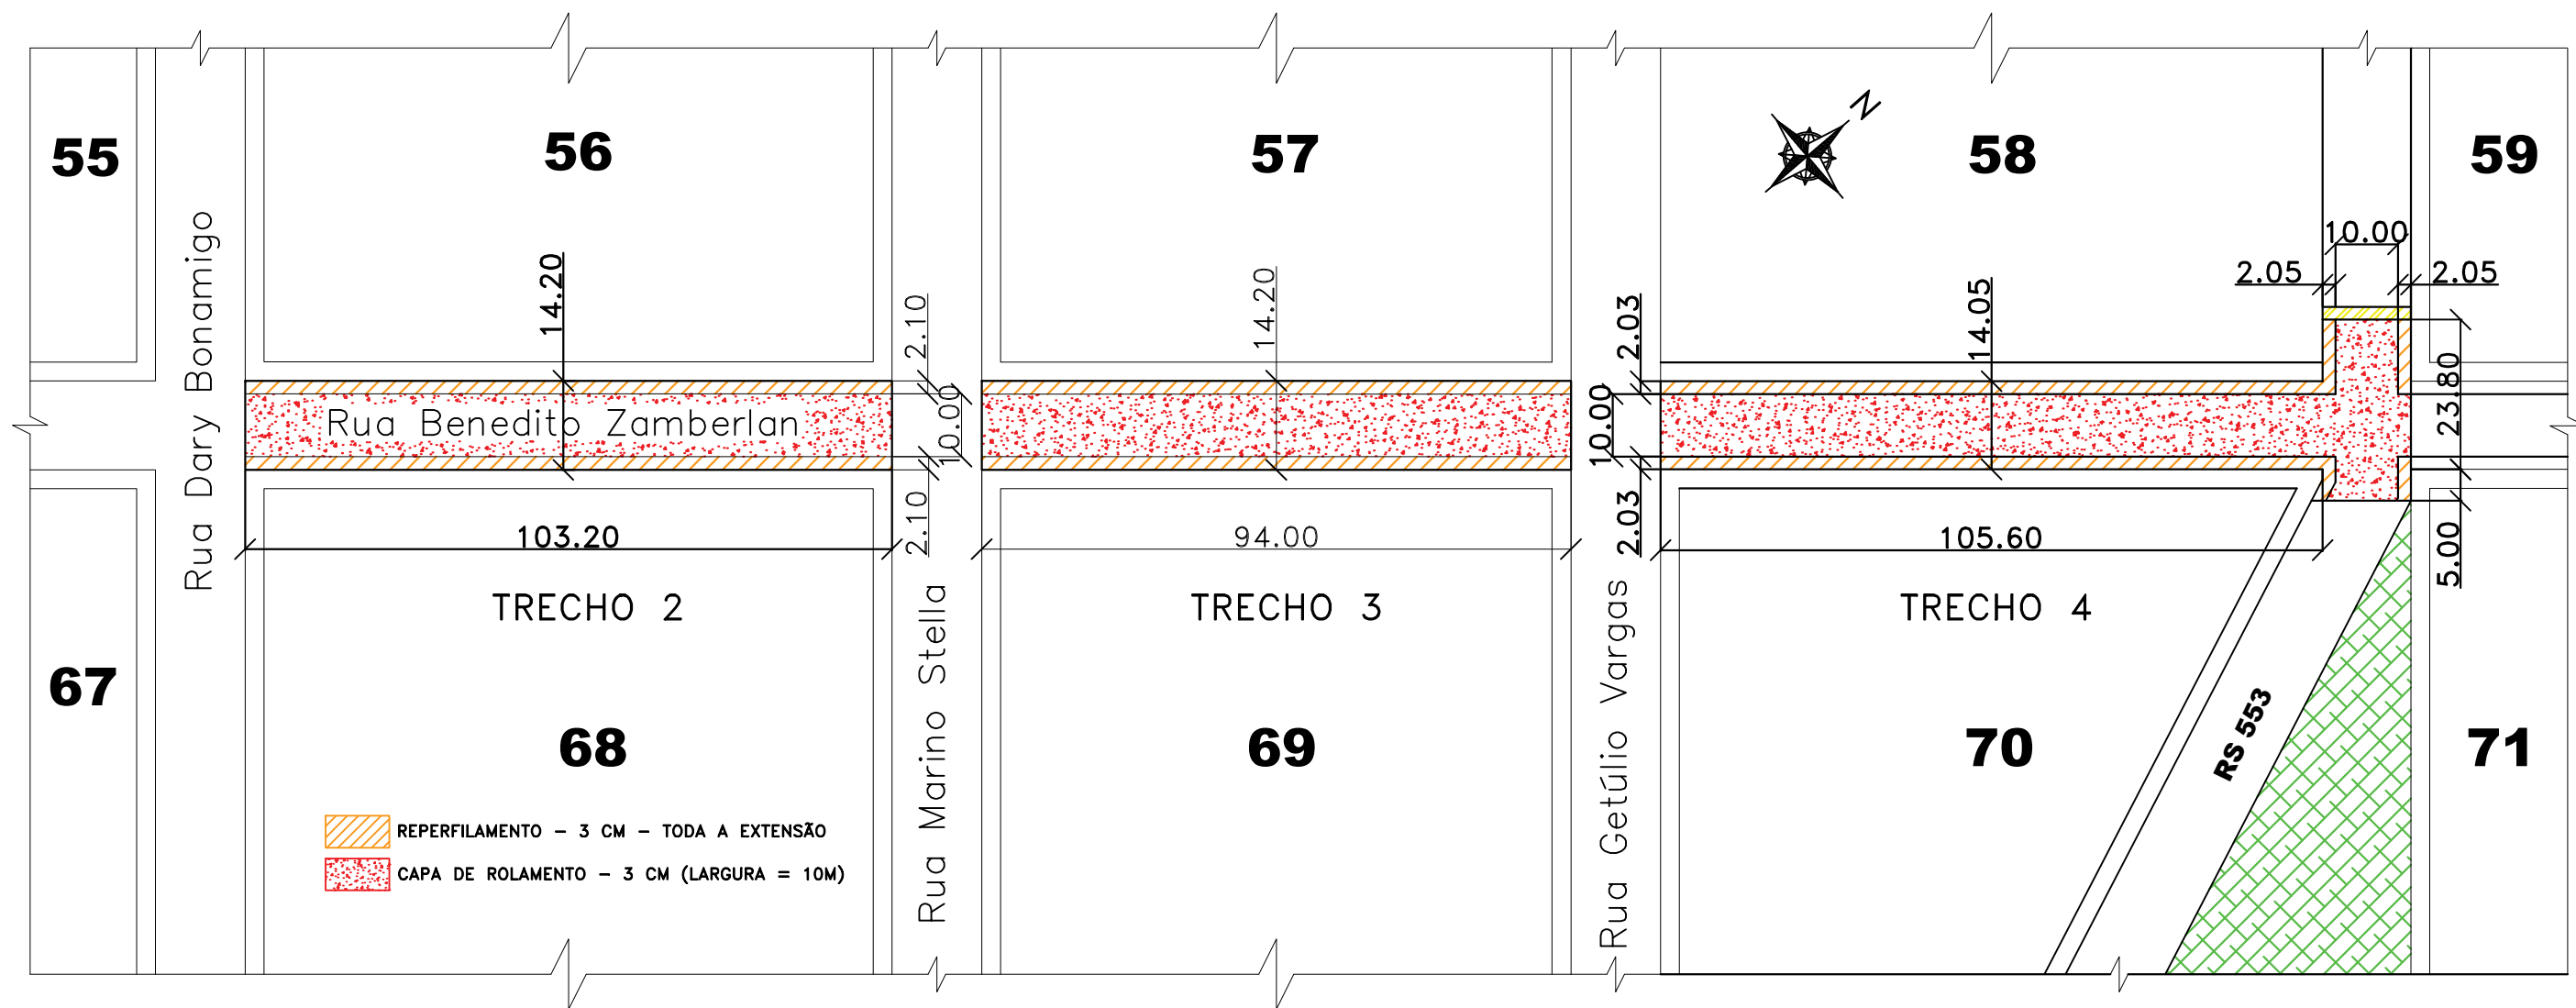 55
56
57
58
59
N
Rua Dary Bonamigo
14.20
2.10
14.20
2.03
14.05
10.00
2.05
2.05
Rua Benedito Zamberlan
10.00
10.00
23.80
103.20
2.10
94.00
2.03
105.60
5.00
TRECHO 2
TRECHO 3
TRECHO 4
Rua Marino Stella
Rua Getúlio Vargas
67
68
69
70
71
RS 553
REPERFILAMENTO - 3 CM - TODA A EXTENSÃO
CAPA DE ROLAMENTO - 3 CM (LARGURA = 10M)